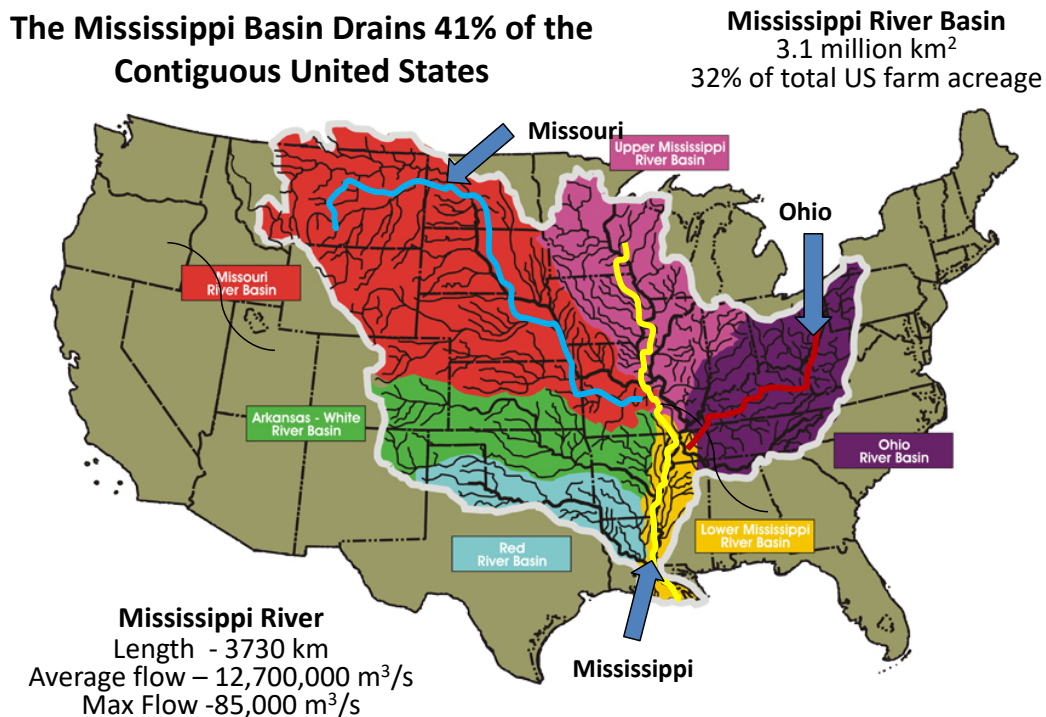 The Mississippi Basin Drains 41% of the
Contiguous United States
Mississippi River Basin
3.1 million km²
32% of total US farm acreage
Missouri
Upper Mississippi
River Basin
Ohio
Missouri
River Basin
Arkansas - White
River Basin
Ohio
River Basin
Lower Mississippi
River Basin
Red
River Basin
Mississippi
Mississippi River
Length - 3730 km
Average flow – 12,700,000 m³/s
Max Flow -85,000 m³/s